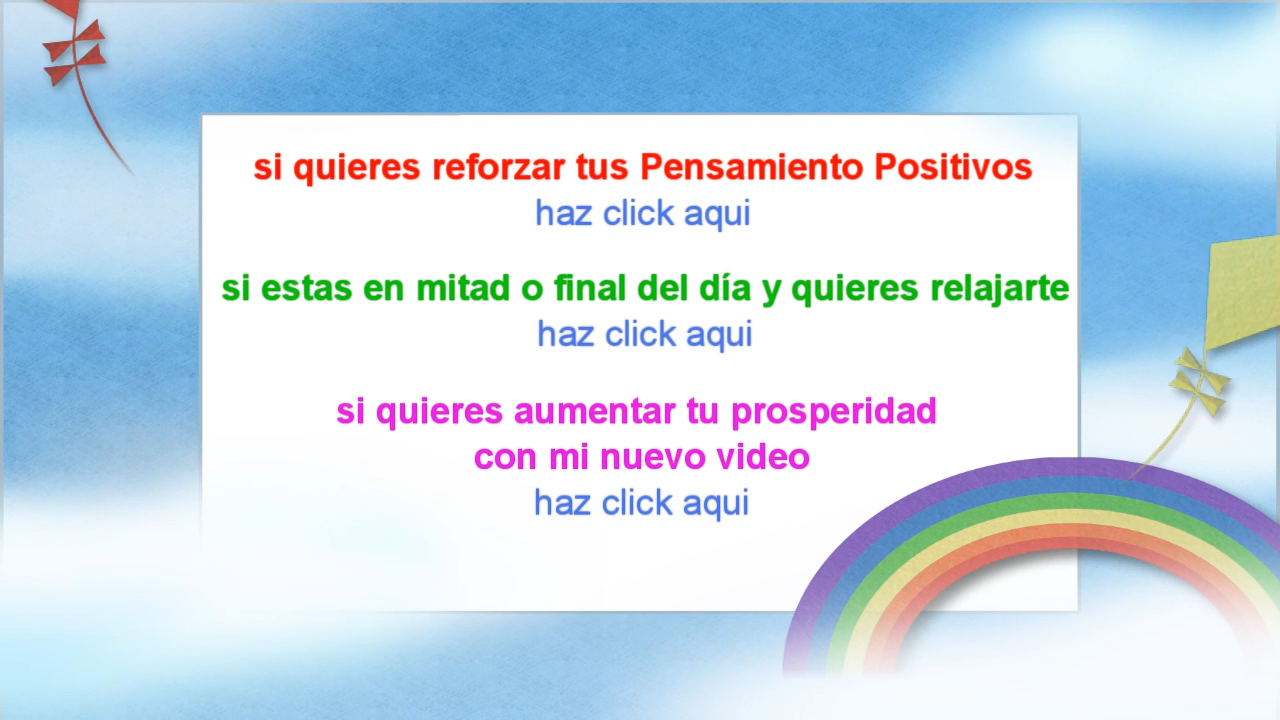 si quieres reforzar tus Pensamiento Positivos
haz click aqui
si estas en mitad o final del día y quieres relajarte
haz click aqui
si quieres aumentar tu prosperidad
con mi nuevo video
haz click aqui